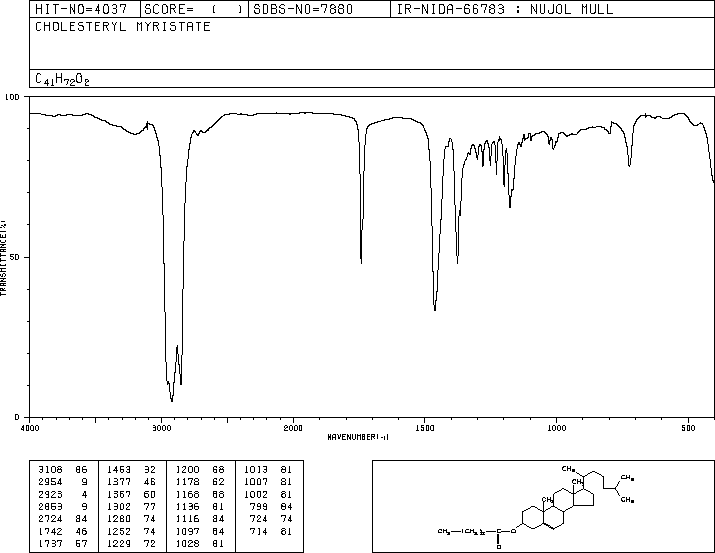 HIT-NO=4037 SCORE= ( ) SDBS-NO=7880 IR-NIDA-66783 : NUJOL MULL
CHOLESTERYL MYRISTATE
C41H72O2
100
50
0
TRANSMITTANCE(%)
4000 3000 2000 1500 1000 500
WAVENUMBER(-1)
3108 86 1463 32 1200 68 1013 81
2954 9 1377 46 1178 62 1007 81
2923 4 1367 60 1168 68 1002 81
2853 9 1302 77 1136 81 799 84
2724 84 1280 74 1116 84 724 74
1742 46 1252 74 1097 84 714 81
1737 67 1229 72 1028 81
CH3
CH3
CH3
CH3
CH3
CH3
C
O
O